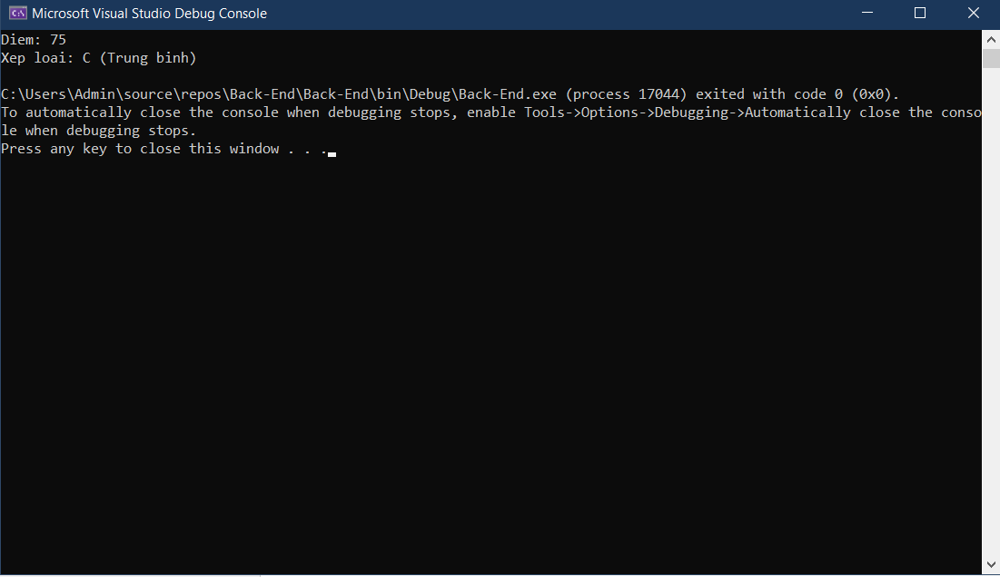 Microsoft Visual Studio Debug Console
Diem: 75
Xep loai: C (Trung binh)
C:\Users\Admin\source\repos\Back-End\Back-End\bin\Debug\Back-End.exe (process 17044) exited with code 0 (0x0).
To automatically close the console when debugging stops, enable Tools->Options->Debugging->Automatically close the conso
le when debugging stops.
Press any key to close this window . . .